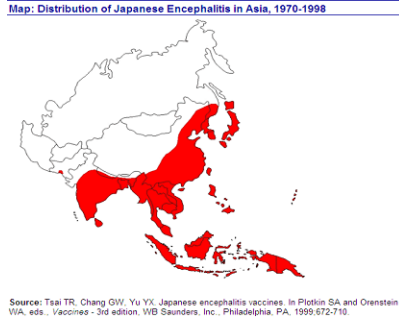 Map: Distribution of Japanese Encephalitis in Asia, 1970-1998
Source: Tsai TR, Chang GW, Yu YX. Japanese encephalitis vaccines. In Plotkin SA and Orenstein
WA, eds., Vaccines - 3rd edition, WB Saunders, Inc., Philadelphia, PA, 1999:672-710.